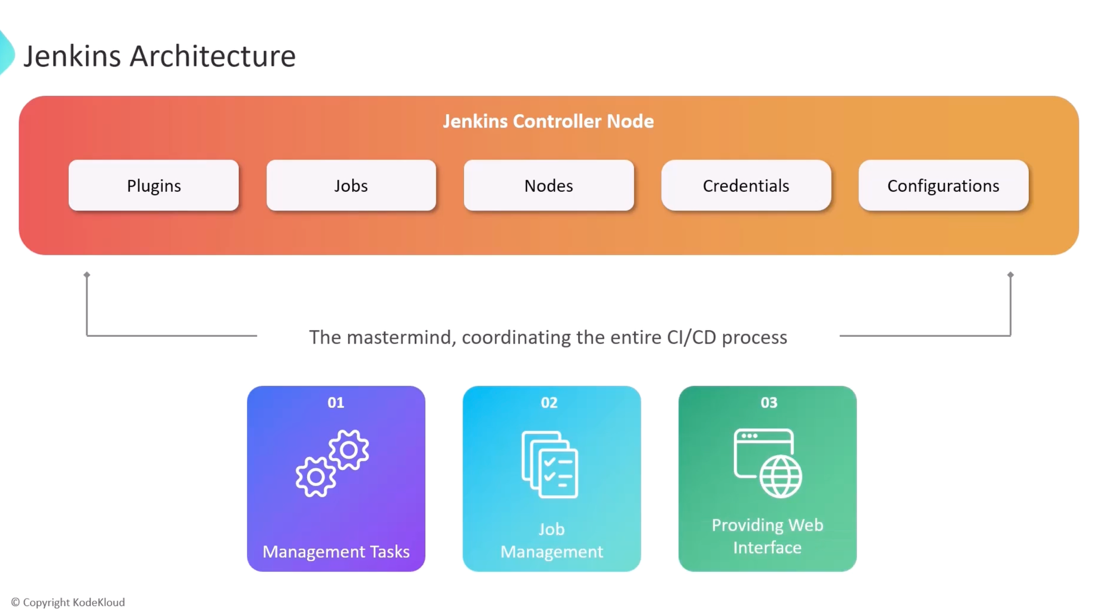 Jenkins Architecture
Jenkins Controller Node
Plugins
Jobs
Nodes
Credentials
Configurations
The mastermind, coordinating the entire CI/CD process
01
Management Tasks
02
Job
Management
03
Providing Web
Interface
© Copyright KodeKloud